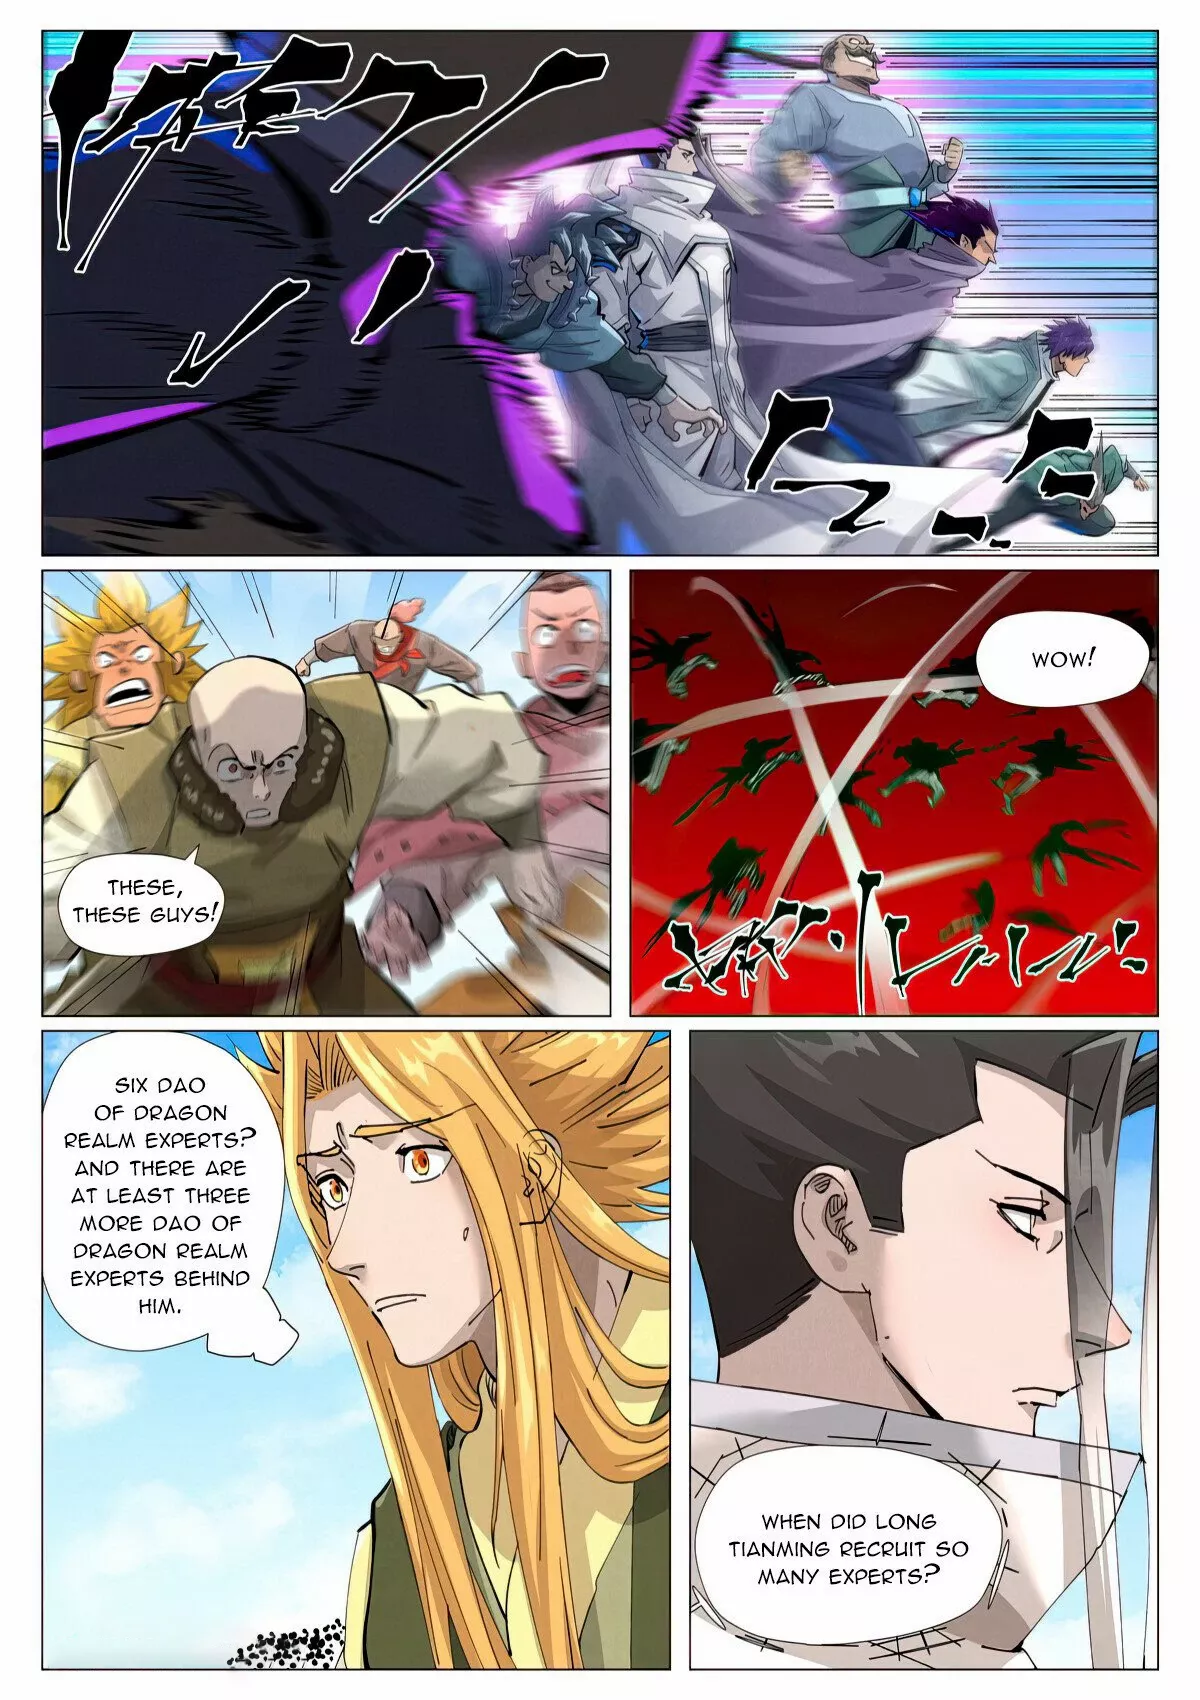 THESE,
THESE GUYS!
WOW!
SIX DAO
OF DRAGON
REALM EXPERTS?
AND THERE ARE
AT LEAST THREE
MORE DAO OF
DRAGON REALM
EXPERTS BEHIND
HIM.
WHEN DID LONG
TIANMING RECRUIT SO
MANY EXPERTS?